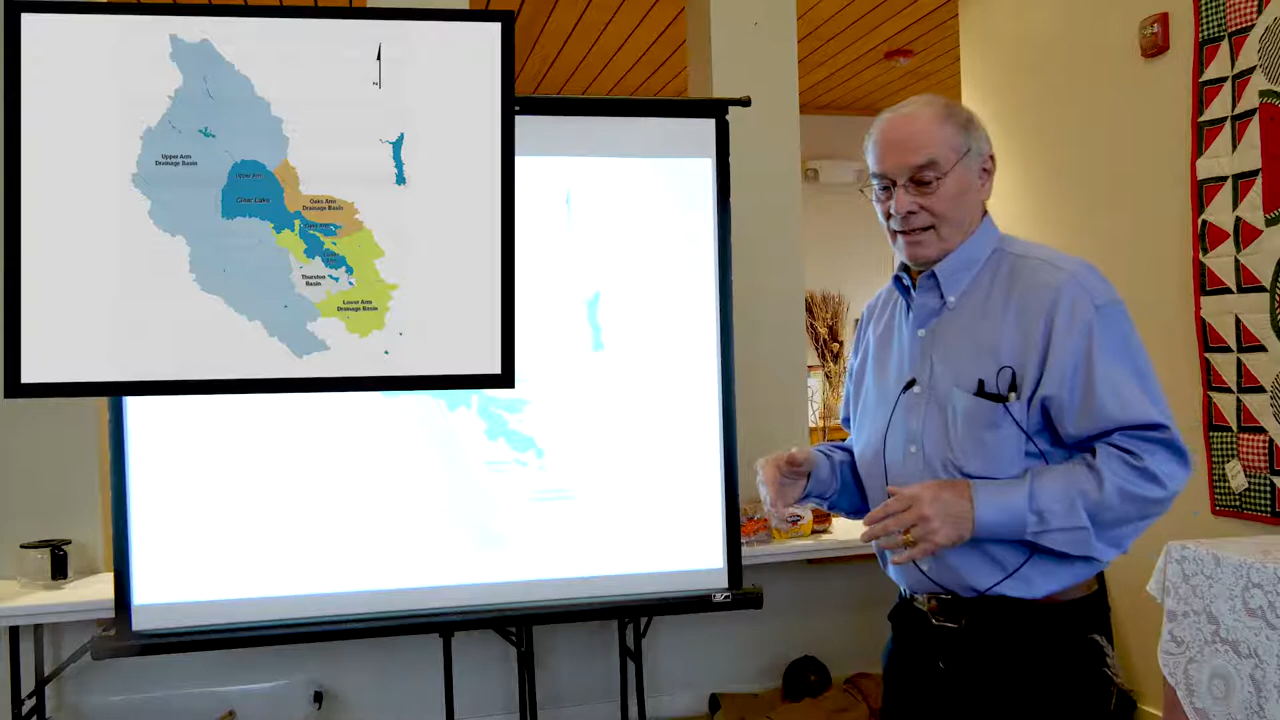 Upper Arm
Drainage Basin
Upper Arm
Clear Lake
Oaks Arm
Drainage Basin
Oaks Arm
Thurston
Basin
Lower Arm
Drainage Basin